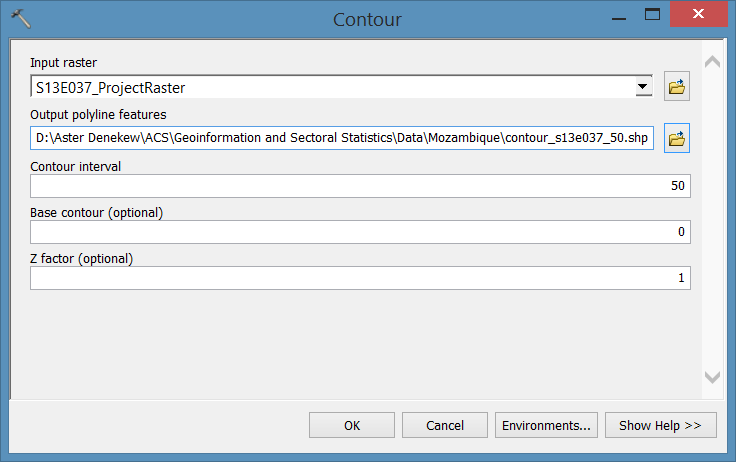 Contour
Input raster
S13E037_ProjectRaster
Output polyline features
D:\Aster Denekew\ACS\Geoinformation and Sectoral Statistics\Data\Mozambique\contour_s13e037_50.shp
Contour interval
50
Base contour (optional)
0
Z factor (optional)
1
OK Cancel Environments... Show Help >>